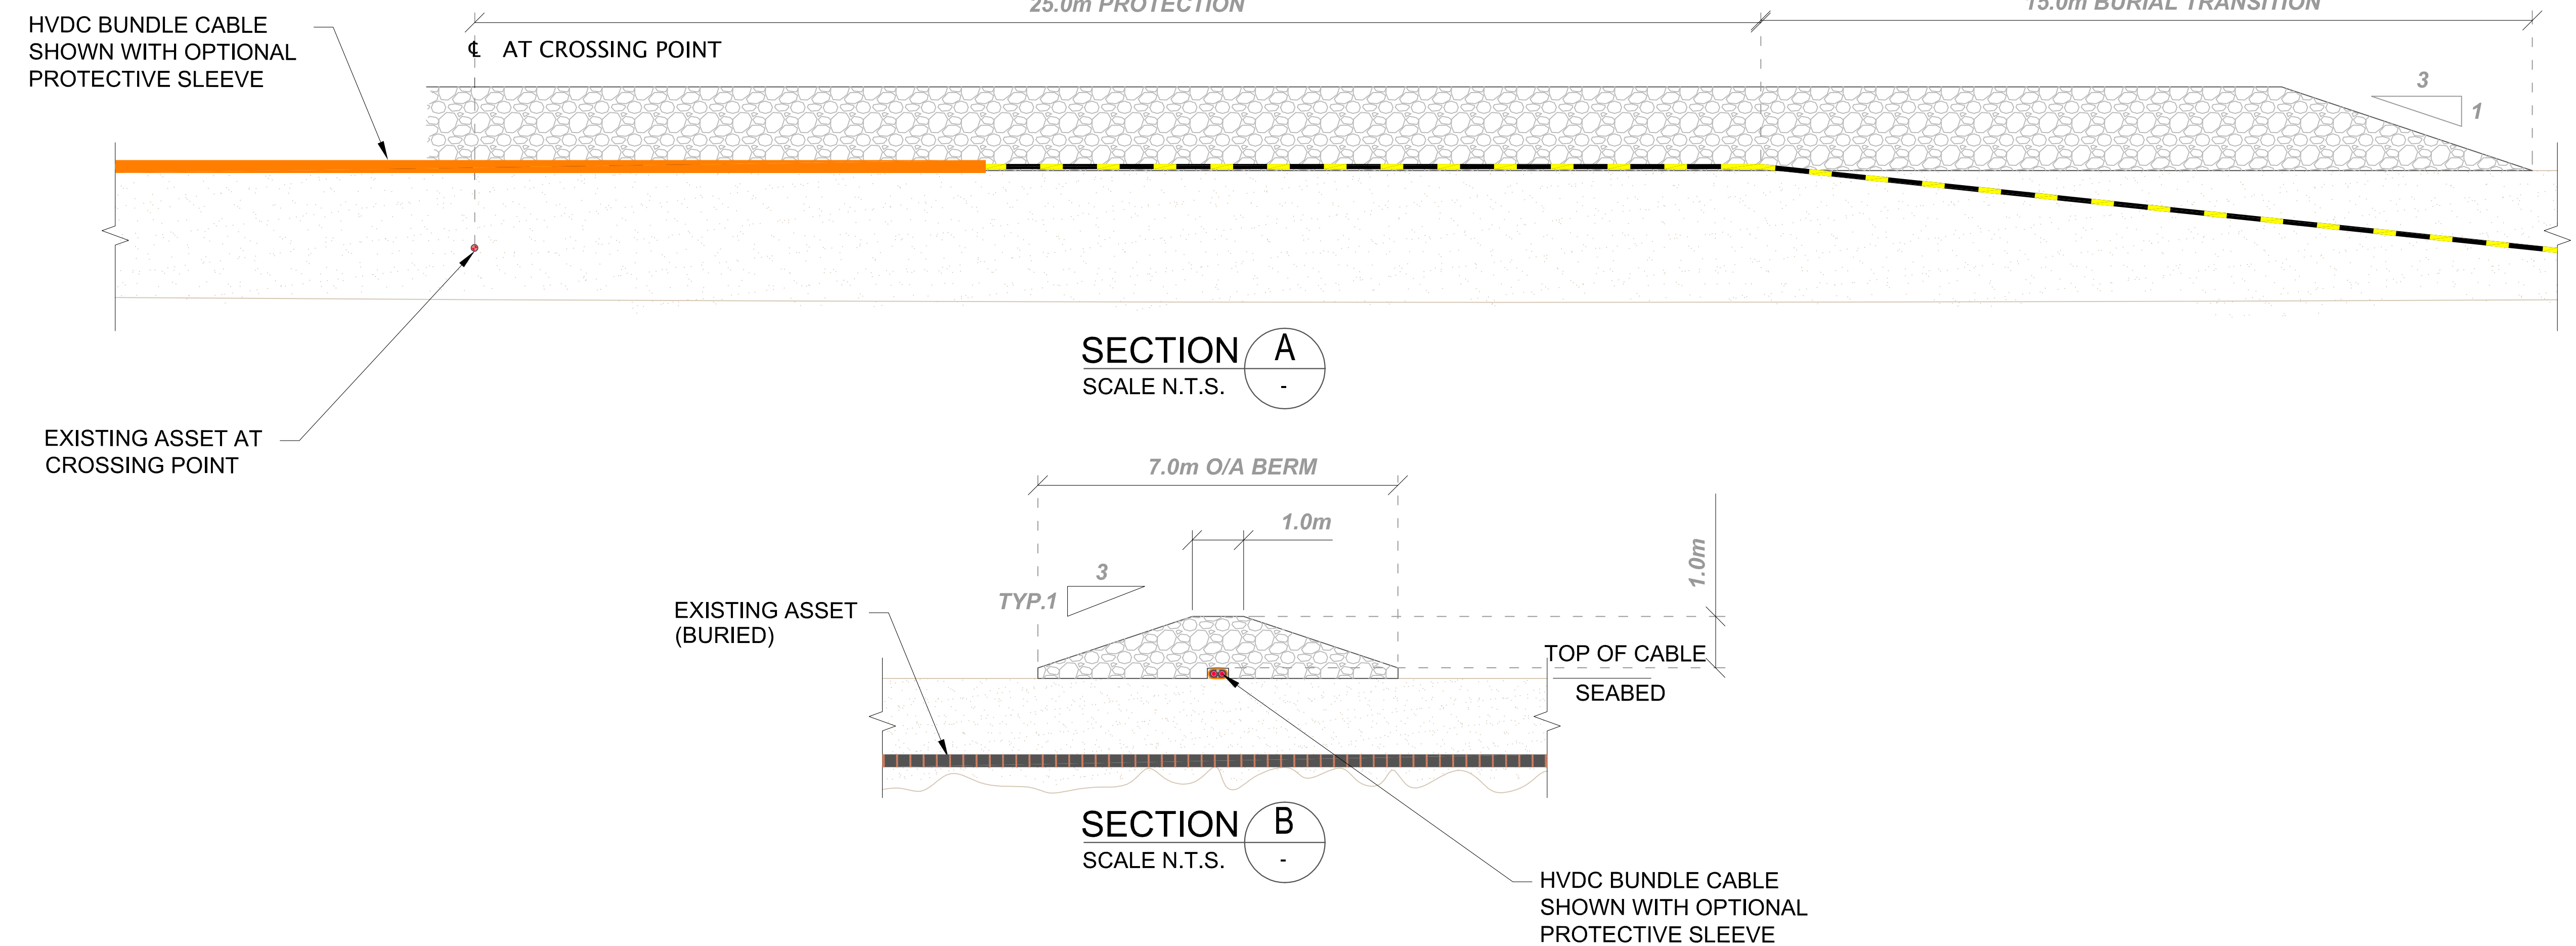 25.0m PROTECTION
15.0m BURIAL TRANSITION
HVDC BUNDLE CABLE
SHOWN WITH OPTIONAL
PROTECTIVE SLEEVE
℄ AT CROSSING POINT
3
1
SECTION A
SCALE N.T.S. -
EXISTING ASSET AT
CROSSING POINT
7.0m O/A BERM
1.0m
1.0m
3
TYP.1
EXISTING ASSET
(BURIED)
TOP OF CABLE
SEABED
SECTION B
SCALE N.T.S. -
HVDC BUNDLE CABLE
SHOWN WITH OPTIONAL
PROTECTIVE SLEEVE